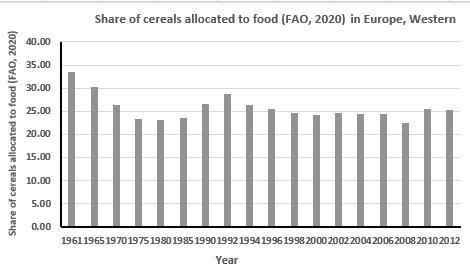 Share of cereals allocated to food (FAO, 2020) in Europe, Western
Share of cereals allocated to food (FAO, 2020)
40.00
35.00
30.00
25.00
20.00
15.00
10.00
5.00
0.00
1961 1965 1970 1975 1980 1985 1990 1992 1994 1996 1998 2000 2002 2004 2006 2008 2010 2012
Year